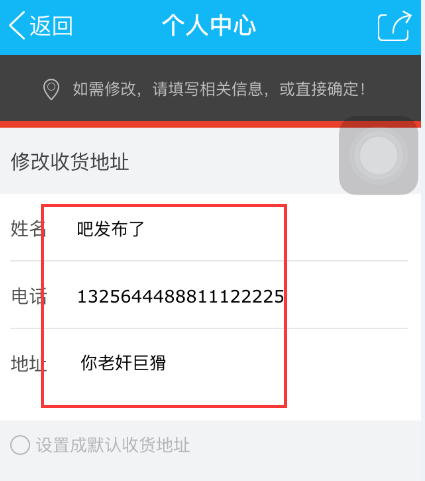 返回 个人中心
如需修改，请填写相关信息，或直接确定！
修改收货地址
姓名 吧发布了
电话 1325644488811122225
地址 你老奸巨猾
设置成默认收货地址